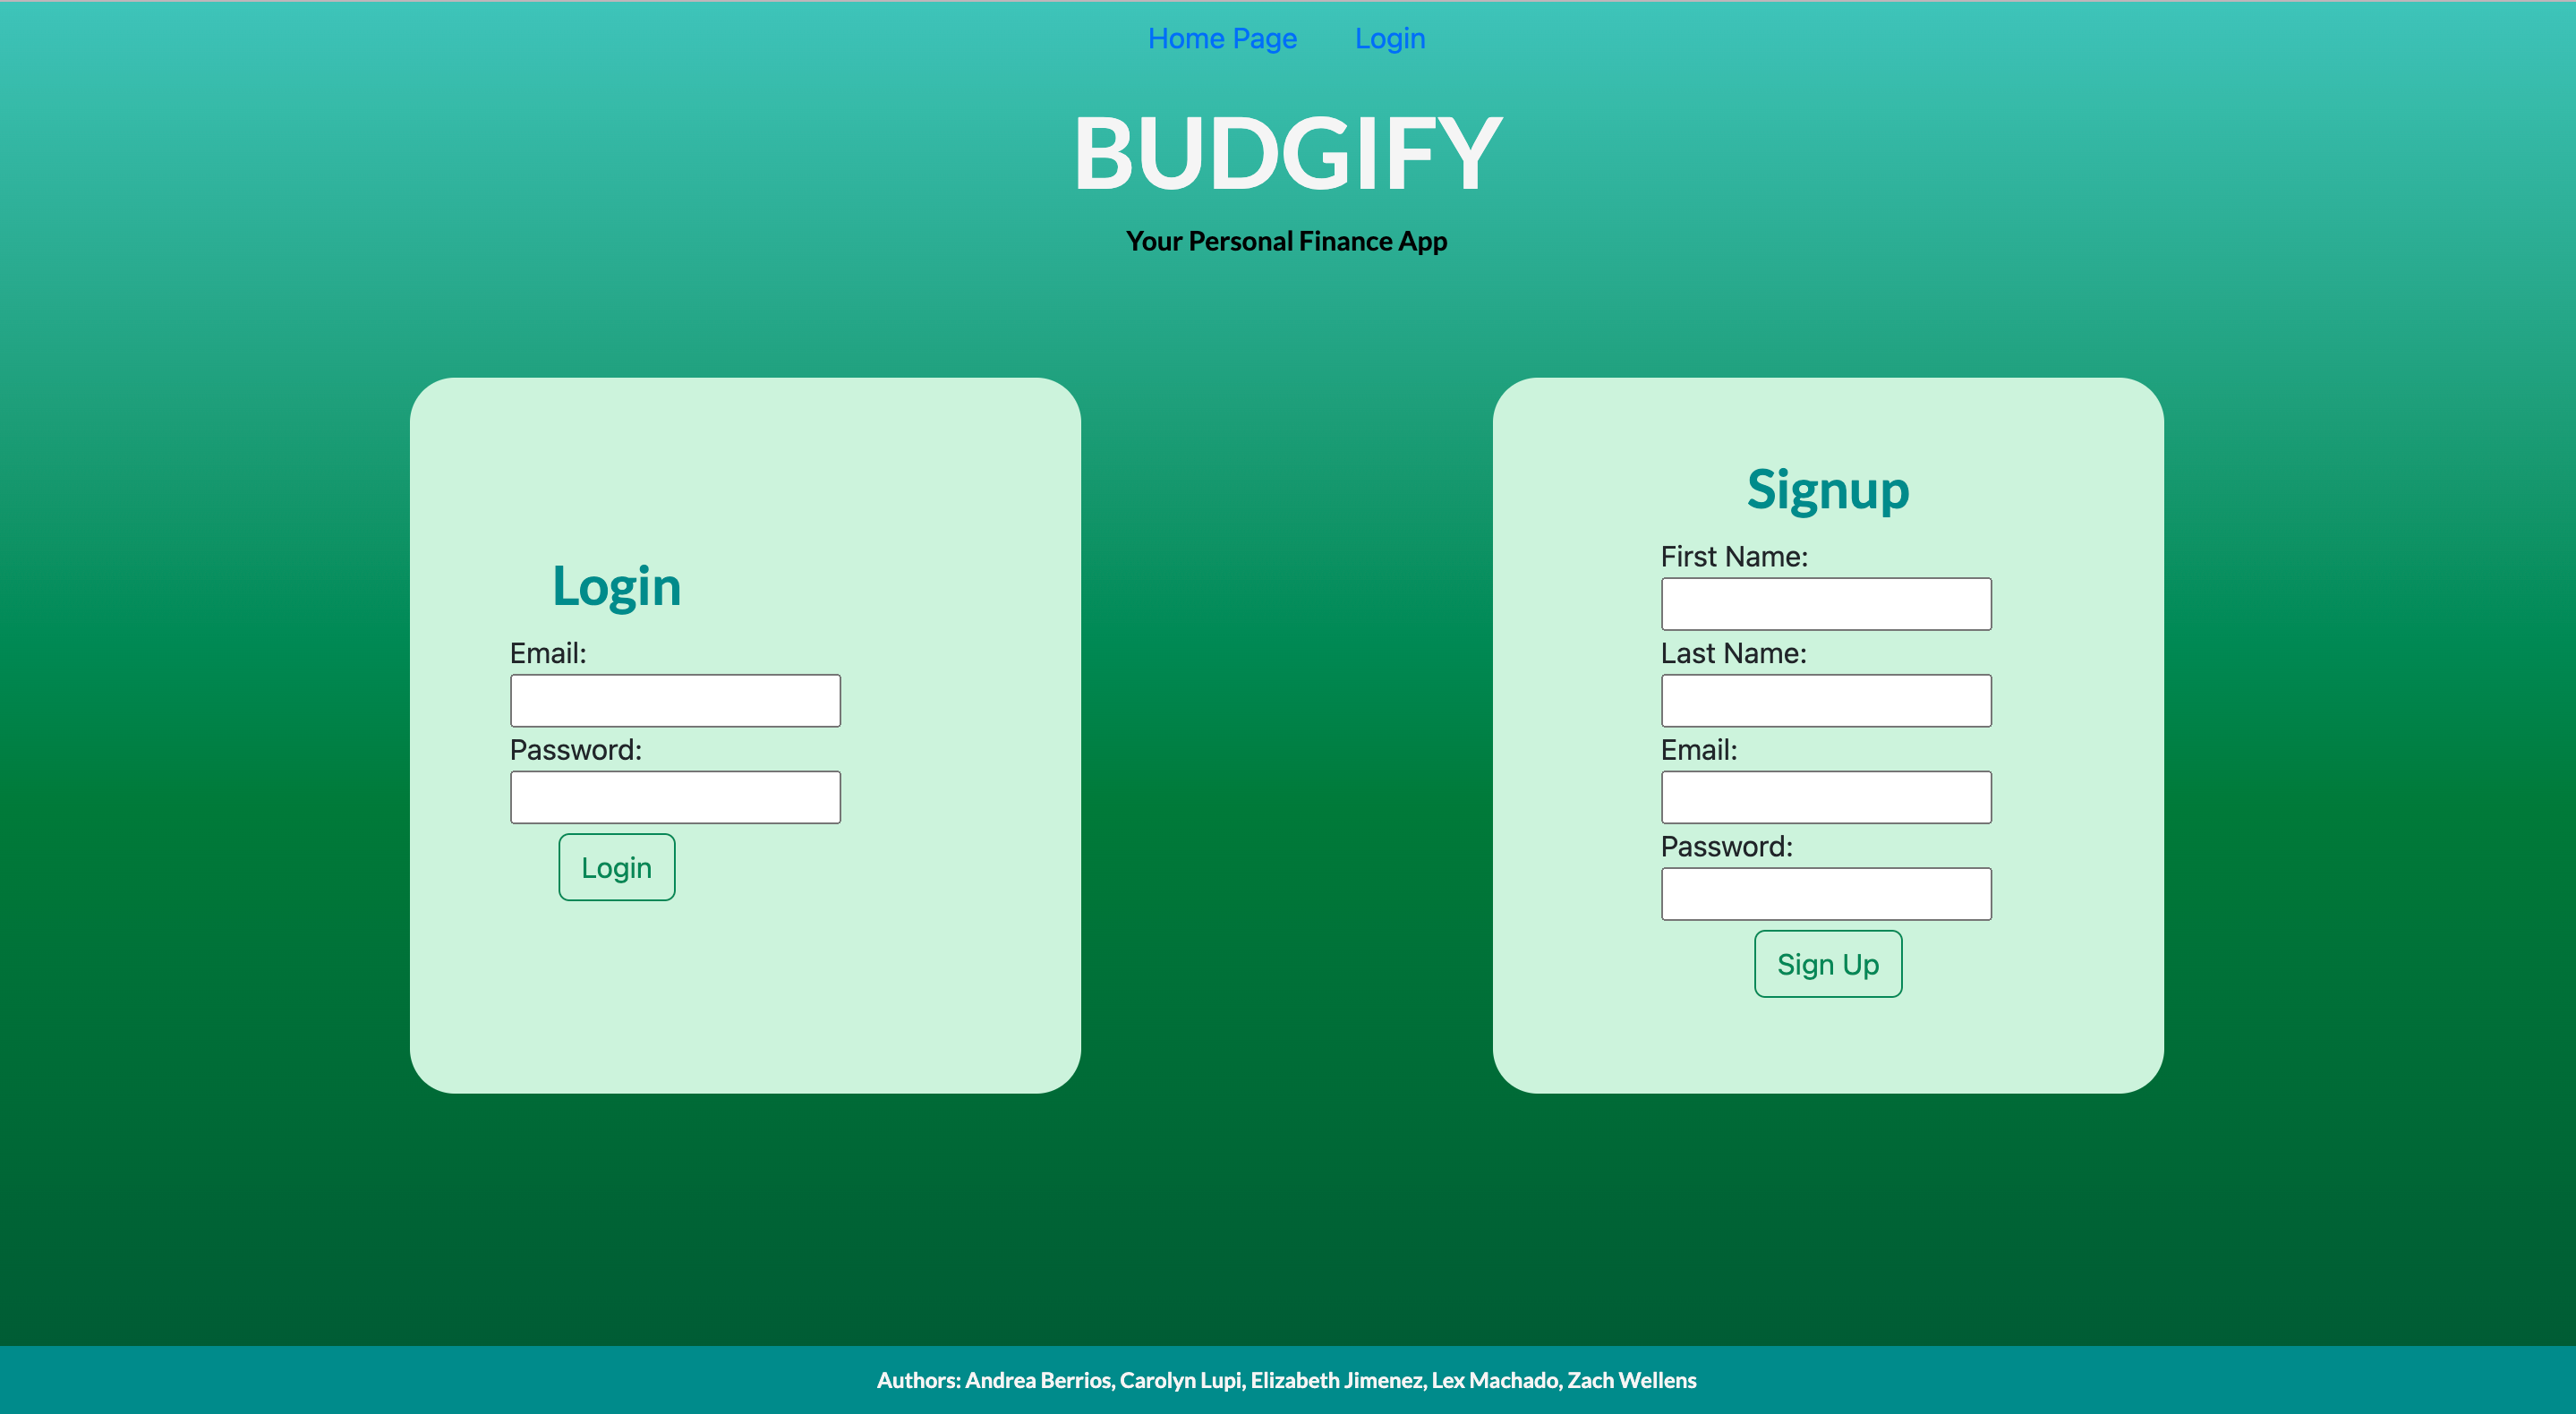 Home Page Login
BUDGIFY
Your Personal Finance App
Login
Email:
Password:
Login
Signup
First Name:
Last Name:
Email:
Password:
Sign Up
Authors: Andrea Berrios, Carolyn Lupi, Elizabeth Jimenez, Lex Machado, Zach Wellens